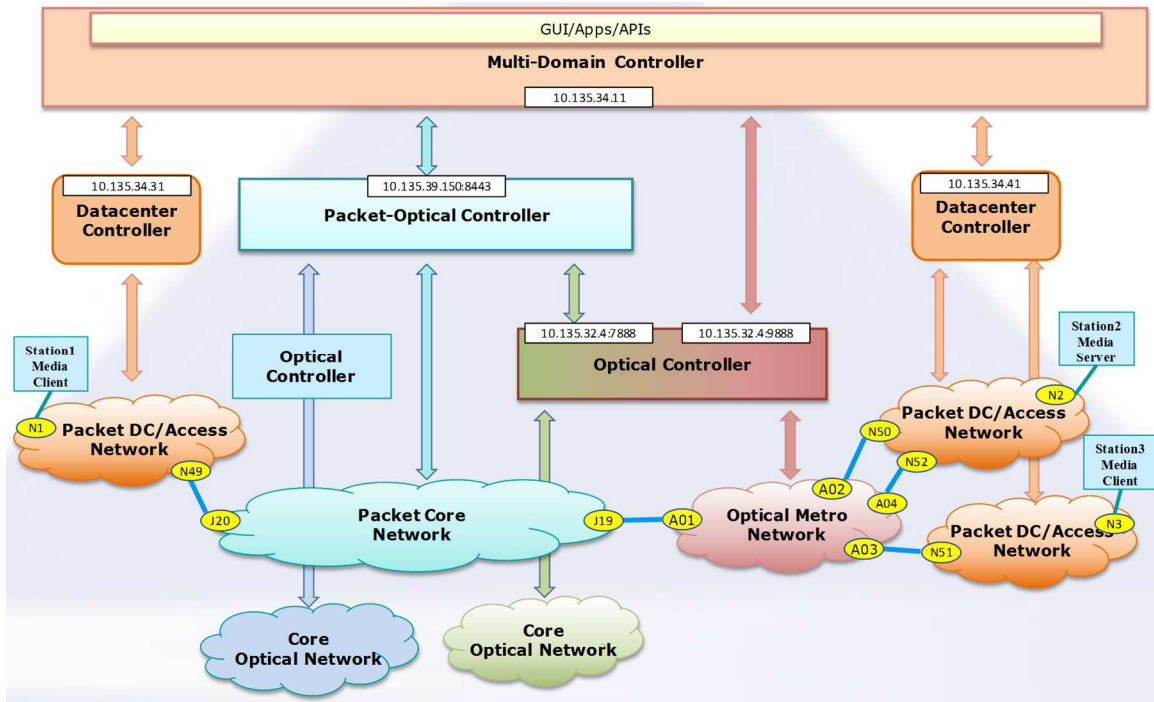 GUI/Apps/APIs
Multi-Domain Controller
10.135.34.11
10.135.34.31
Datacenter
Controller
10.135.39.150:8443
Packet-Optical Controller
10.135.34.41
Datacenter
Controller
Station1
Media
Client
Optical
Controller
10.135.32.4:7888
10.135.32.4:9888
Optical Controller
Station2
Media
Server
N1
Packet DC/Access
Network
N49
N2
Packet DC/Access
Network
N50
N52
Station3
Media
Client
J20
Packet Core
Network
J19
A01
Optical Metro
Network
A02
A04
A03
N51
Packet DC/Access
Network
N3
Core
Optical Network
Core
Optical Network